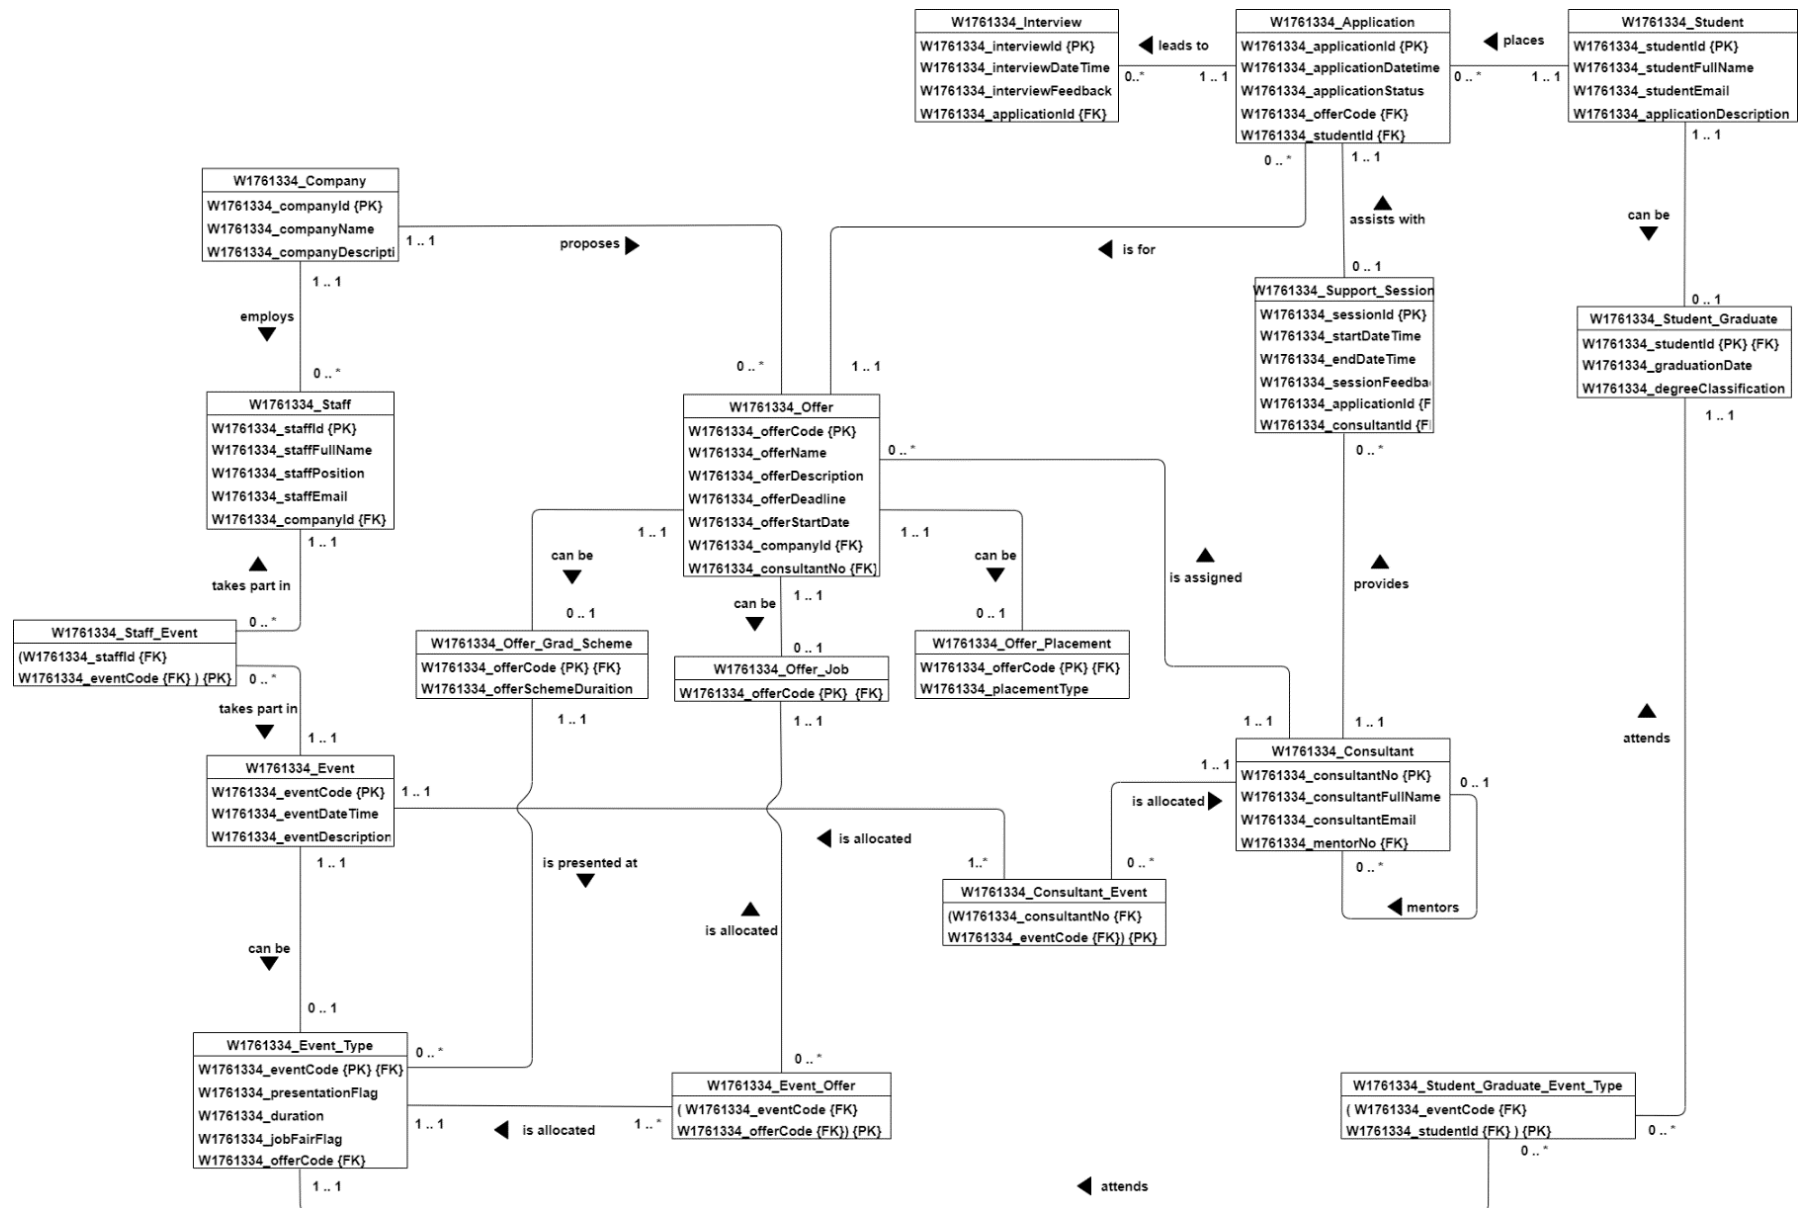 W1761334_Interview
W1761334_interviewId {PK}
W1761334_interviewDateTime
W1761334_interviewFeedback
W1761334_applicationId {FK}
leads to
0..*
1 .. 1
W1761334_Application
W1761334_applicationId {PK}
W1761334_applicationDatetime
W1761334_applicationStatus
W1761334_offerCode {FK}
W1761334_studentId {FK}
places
0 .. *
1 .. 1
W1761334_Student
W1761334_studentId {PK}
W1761334_studentFullName
W1761334_studentEmail
W1761334_applicationDescription
1 .. 1
0 .. *
1 .. 1
W1761334_Company
W1761334_companyId {PK}
W1761334_companyName
W1761334_companyDescripti
1 .. 1
proposes
is for
assists with
can be
1 .. 1
employs
0 .. *
0 .. *
1 .. 1
0 .. 1
W1761334_Support_Session
W1761334_sessionId {PK}
W1761334_startDateTime
W1761334_endDateTime
W1761334_sessionFeedba
W1761334_applicationId {F
W1761334_consultantId {F
0 .. *
0 .. 1
W1761334_Student_Graduate
W1761334_studentId {PK} {FK}
W1761334_graduationDate
W1761334_degreeClassification
1 .. 1
W1761334_Staff
W1761334_staffId {PK}
W1761334_staffFullName
W1761334_staffPosition
W1761334_staffEmail
W1761334_companyId {FK}
1 .. 1
W1761334_Offer
W1761334_offerCode {PK}
W1761334_offerName
W1761334_offerDescription
W1761334_offerDeadline
W1761334_offerStartDate
W1761334_companyId {FK}
W1761334_consultantNo {FK}
0 .. *
1 .. 1
1 .. 1
1 .. 1
can be
can be
can be
is assigned
provides
takes part in
0 .. *
W1761334_Staff_Event
(W1761334_staffId {FK}
W1761334_eventCode {FK} ) {PK}
0 .. *
takes part in
1 .. 1
0 .. 1
W1761334_Offer_Grad_Scheme
W1761334_offerCode {PK} {FK}
W1761334_offerSchemeDuraition
1 .. 1
0 .. 1
W1761334_Offer_Job
W1761334_offerCode {PK} {FK}
1 .. 1
0 .. 1
W1761334_Offer_Placement
W1761334_offerCode {PK} {FK}
W1761334_placementType
1 .. 1
1 .. 1
attends
W1761334_Event
W1761334_eventCode {PK}
W1761334_eventDateTime
W1761334_eventDescription
1 .. 1
1 .. 1
1 .. 1
W1761334_Consultant
W1761334_consultantNo {PK}
W1761334_consultantFullName
W1761334_consultantEmail
W1761334_mentorNo {FK}
0 .. 1
0 .. *
mentors
is allocated
is allocated
is presented at
1..*
0 .. *
W1761334_Consultant_Event
(W1761334_consultantNo {FK}
W1761334_eventCode {FK}) {PK}
is allocated
can be
0 .. 1
W1761334_Event_Type
W1761334_eventCode {PK} {FK}
W1761334_presentationFlag
W1761334_duration
W1761334_jobFairFlag
W1761334_offerCode {FK}
0 .. *
1 .. 1
is allocated
1 .. *
0 .. *
W1761334_Event_Offer
( W1761334_eventCode {FK}
W1761334_offerCode {FK}) {PK}
W1761334_Student_Graduate_Event_Type
( W1761334_eventCode {FK}
W1761334_studentId {FK} ) {PK}
0 .. *
0 .. *
1 .. 1
attends